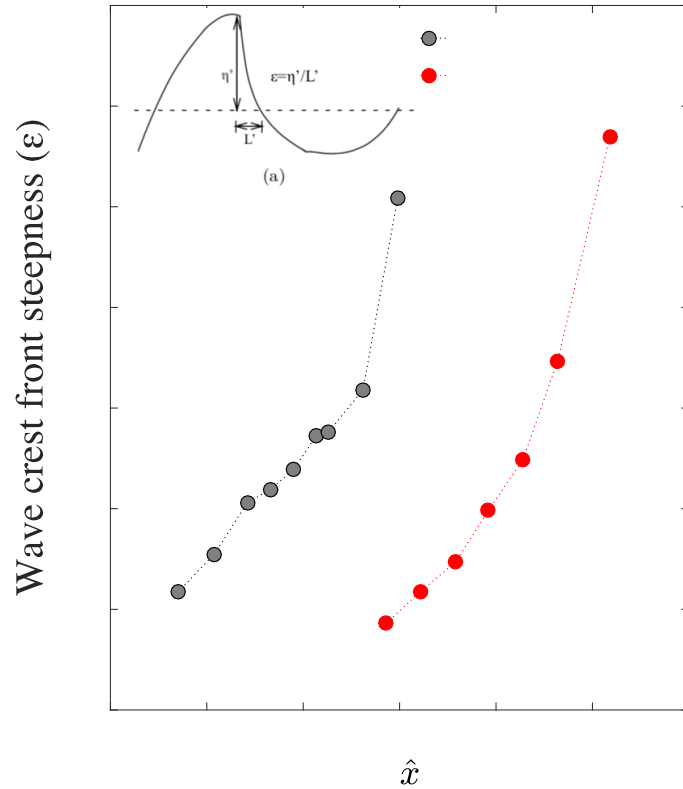 η'
ε=η'/L'
L'
(a)
Wave crest front steepness (ε)
x̂